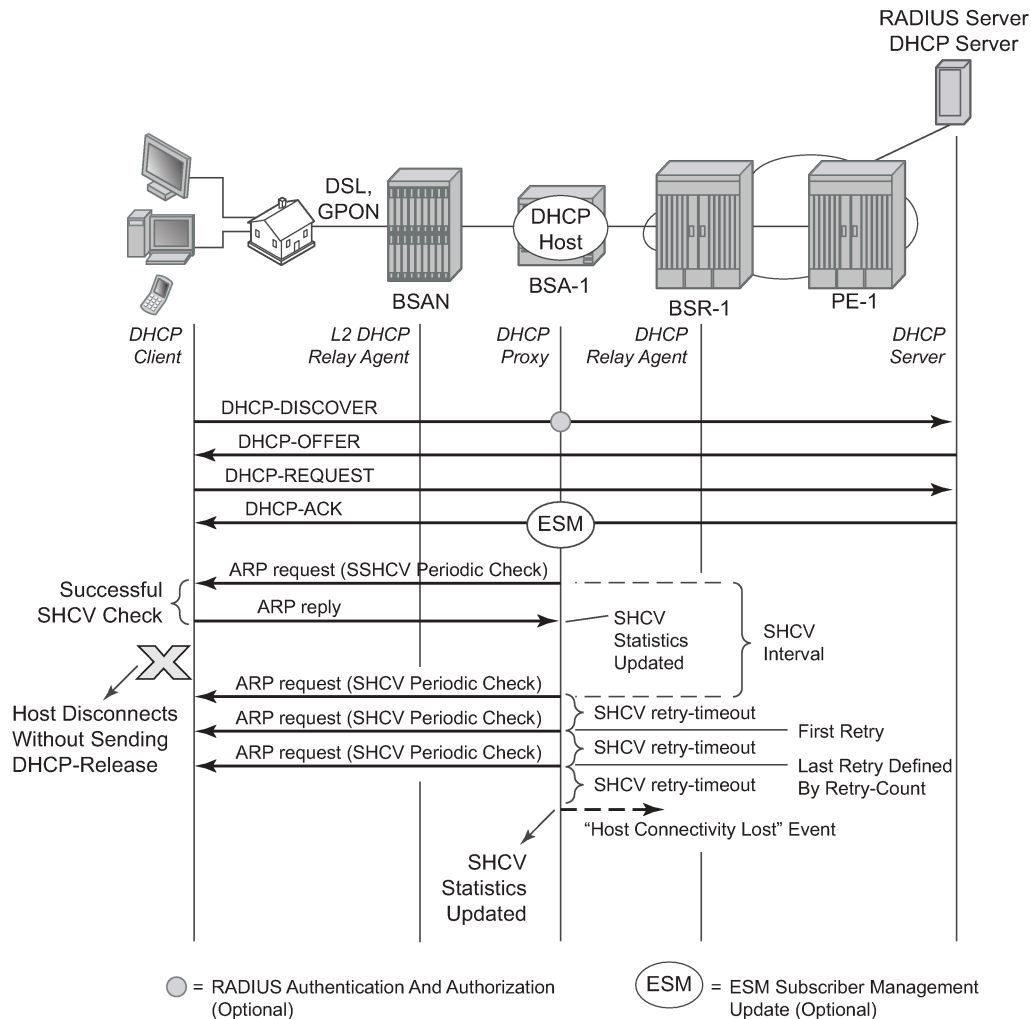 RADIUS Server
DHCP Server
DSL,
GPON
DHCP
Host
BSAN
BSA-1
BSR-1
PE-1
DHCP
Client
L2 DHCP
Relay Agent
DHCP
Proxy
DHCP
Relay Agent
DHCP
Server
DHCP-DISCOVER
DHCP-OFFER
DHCP-REQUEST
DHCP-ACK
ESM
ARP request (SSHCV Periodic Check)
Successful
SHCV Check
ARP reply
SHCV
Statistics
Updated
SHCV
Interval
ARP request (SHCV Periodic Check)
SHCV retry-timeout
Host Disconnects
Without Sending
DHCP-Release
ARP request (SHCV Periodic Check)
First Retry
SHCV retry-timeout
ARP request (SHCV Periodic Check)
Last Retry Defined
By Retry-Count
SHCV retry-timeout
“Host Connectivity Lost” Event
SHCV
Statistics
Updated
= RADIUS Authentication And Authorization
(Optional)
ESM = ESM Subscriber Management
Update (Optional)